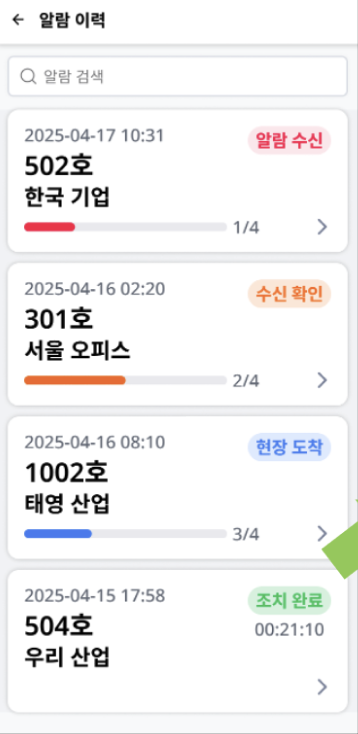 알람 이력
알람 검색
2025-04-17 10:31
알람 수신
502호
한국 기업
1/4
2025-04-16 02:20
수신 확인
301호
서울 오피스
2/4
2025-04-16 08:10
현장 도착
1002호
태영 산업
3/4
2025-04-15 17:58
조치 완료
504호
00:21:10
우리 산업